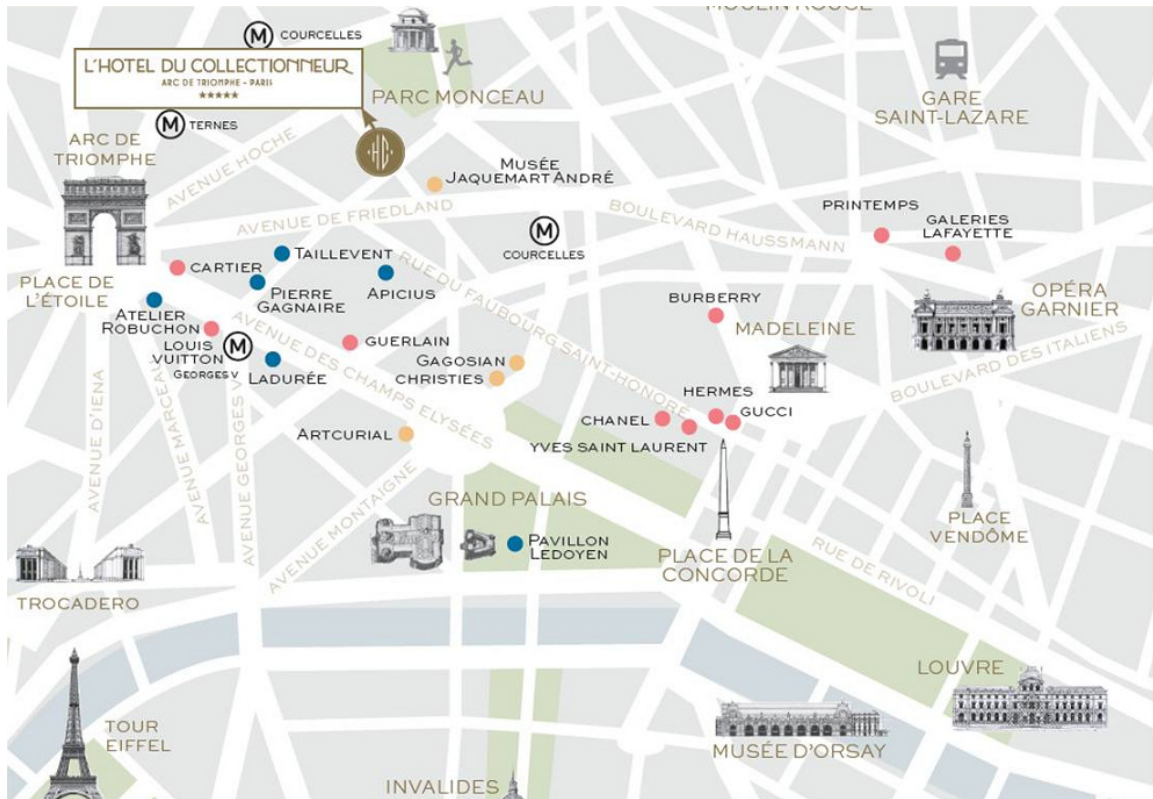 MOULIN ROUGE
M COURCELLES
L'HOTEL DU COLLECTIONNEUR
ARC DE TRIOMPHE - PARIS
★★★★★
PARC MONCEAU
GARE
SAINT-LAZARE
M TERNES
ARC DE
TRIOMPHE
AVENUE HOCHE
HC
MUSÉE
JAQUEMART ANDRÉ
AVENUE DE FRIEDLAND
BOULEVARD HAUSSMANN
PRINTEMPS
GALERIES
LAFAYETTE
M
COURCELLES
TAILLEVENT
CARTIER
PLACE DE
L'ÉTOILE
PIERRE
GAGNAIRE
APICIUS
RUE DU FAUBOURG SAINT-HONORE
BURBERRY
MADELEINE
OPÉRA
GARNIER
ATELIER
ROBUCHON
LOUIS
VUITTON
GEORGES V
M
LADURÉE
GUERLAIN
GAGOSIAN
CHRISTIES
AVENUE DES CHAMPS ELYSÉES
BOULEVARD DES ITALIENS
HERMES
GUCCI
CHANEL
YVES SAINT LAURENT
ARTCURIAL
AVENUE D'IENA
AVENUE MARCEAU
AVENUE GEORGES V
AVENUE MONTAIGNE
GRAND PALAIS
PAVILLON
LEDOYEN
PLACE DE LA
CONCORDE
PLACE
VENDÔME
RUE DE RIVOLI
TROCADERO
LOUVRE
TOUR
EIFFEL
MUSÉE D'ORSAY
INVALIDES